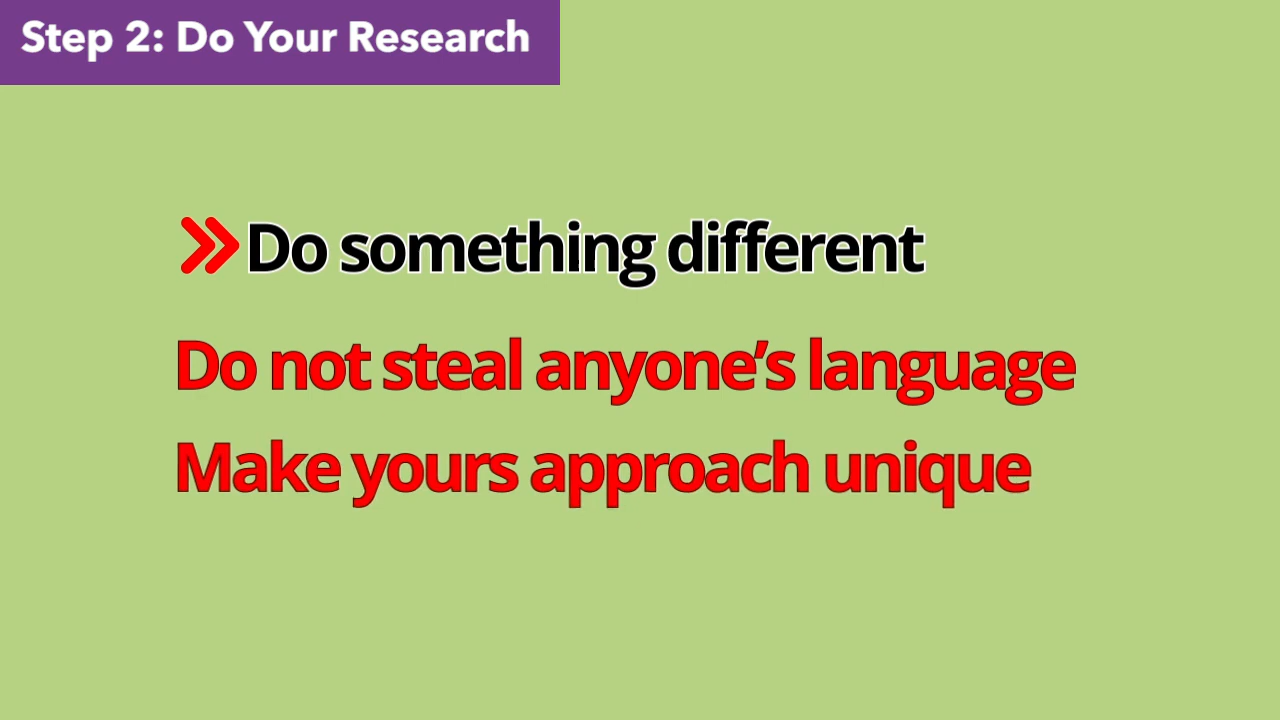 Step 2: Do Your Research
Do something different
Do not steal anyone’s language
Make yours approach unique